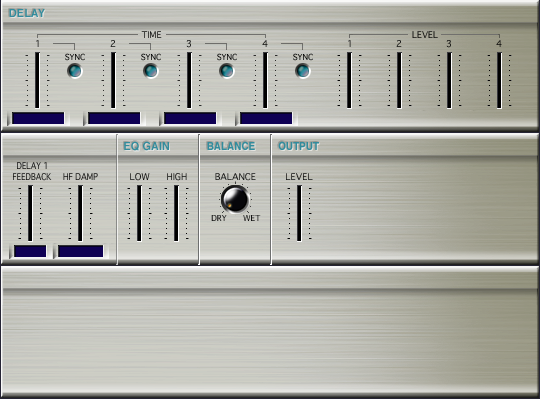 DELAY
TIME LEVEL
1 2 3 4 1 2 3 4
SYNC SYNC SYNC SYNC
EQ GAIN BALANCE OUTPUT
DELAY 1
FEEDBACK HF DAMP LOW HIGH BALANCE LEVEL
DRY WET